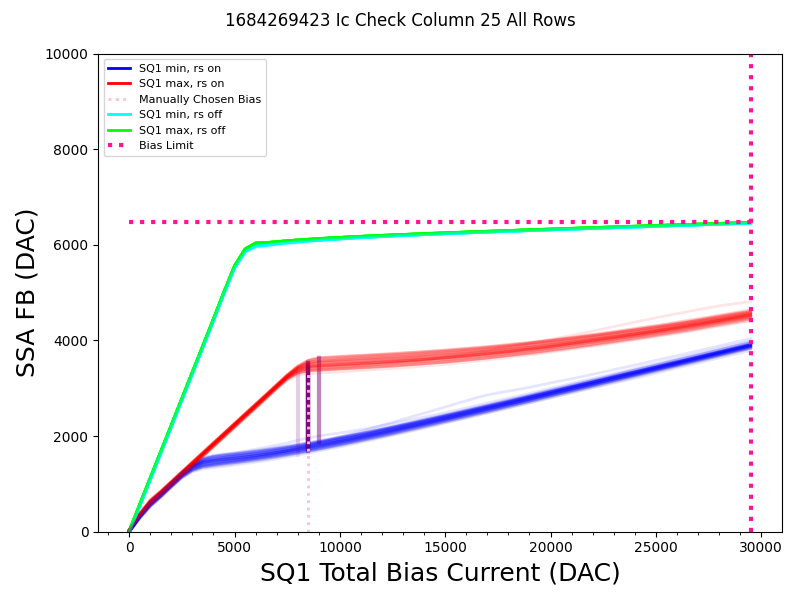 1684269423 Ic Check Column 25 All Rows
10000
8000
6000
4000
2000
0
SSA FB (DAC)
SQ1 min, rs on
SQ1 max, rs on
Manually Chosen Bias
SQ1 min, rs off
SQ1 max, rs off
Bias Limit
0 5000 10000 15000 20000 25000 30000
SQ1 Total Bias Current (DAC)